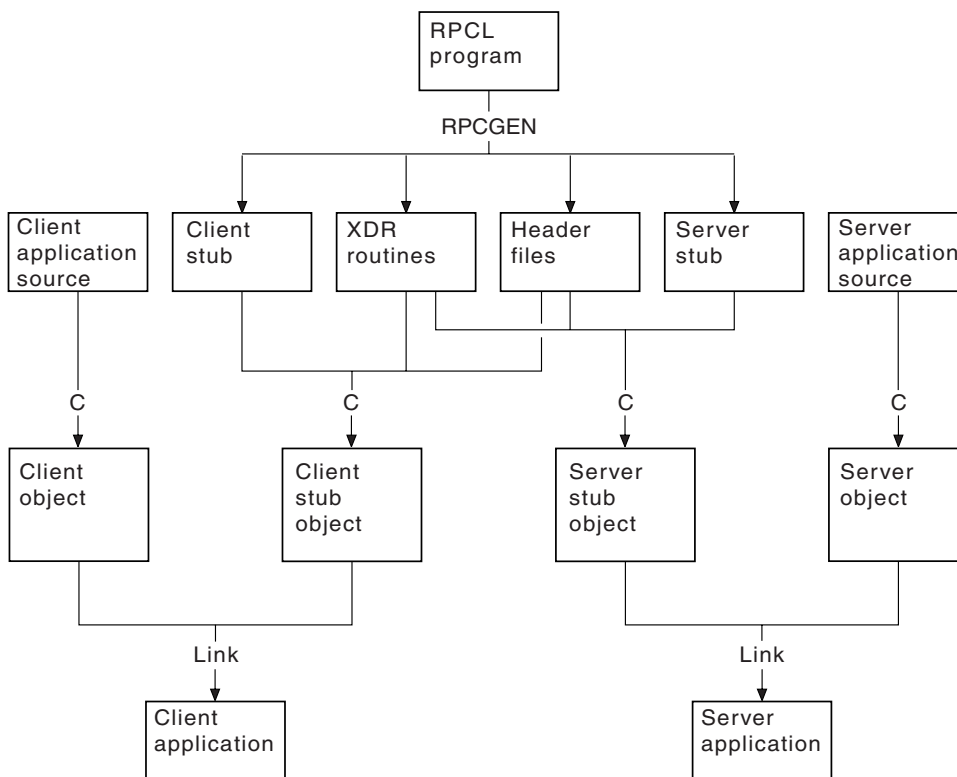 RPCL
program
RPCGEN
Client
application
source
Client
stub
XDR
routines
Header
files
Server
stub
Server
application
source
C
C
C
C
Client
object
Client
stub
object
Server
stub
object
Server
object
Link
Link
Client
application
Server
application